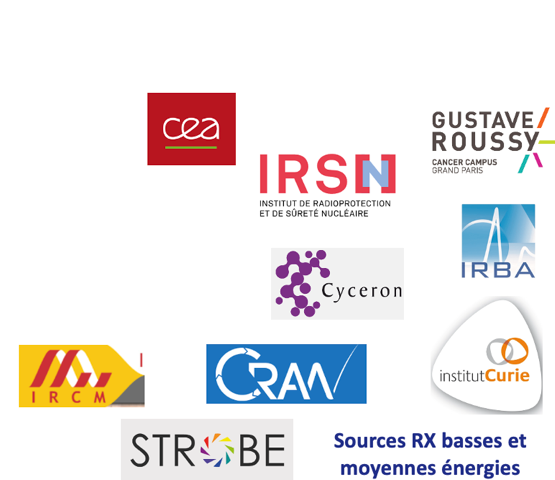 cea
GUSTAVE
ROUSSY
CANCER CAMPUS
GRAND PARIS
IRSN
INSTITUT DE RADIOPROTECTION
ET DE SÛRETÉ NUCLÉAIRE
IRBA
Cyceron
institutCurie
IRCM
CRAN
STROBE
Sources RX basses et
moyennes énergies